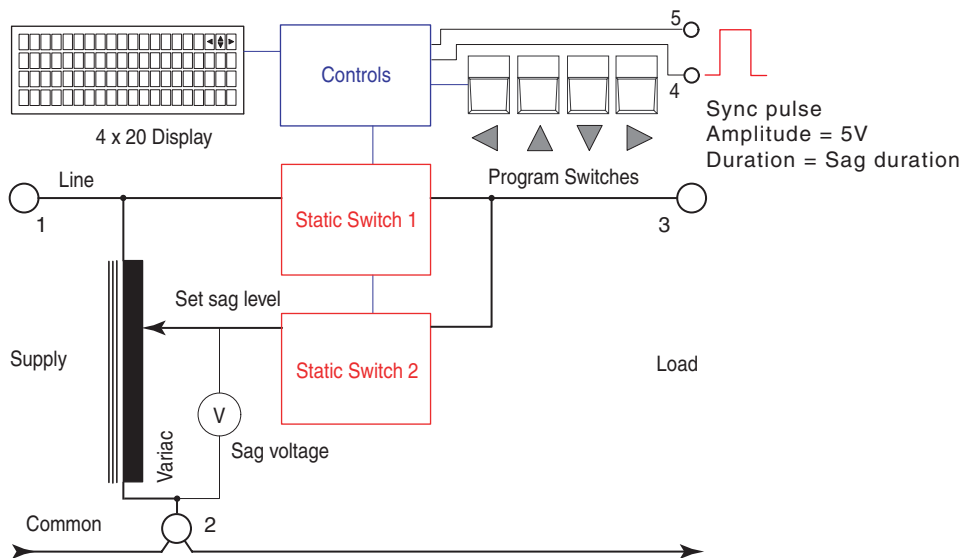 5
Controls
4
4 x 20 Display
Sync pulse
Amplitude = 5V
Duration = Sag duration
Line
Program Switches
1
Static Switch 1
3
Set sag level
Supply
Static Switch 2
Load
V
Variac
Sag voltage
Common
2